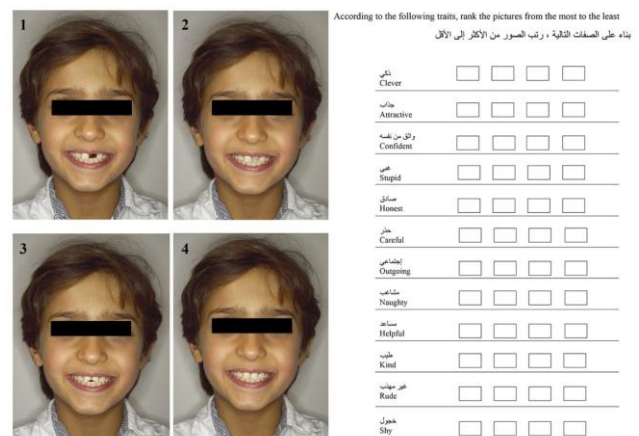 1
2
3
4
According to the following traits, rank the pictures from the most to the least
بناء على الصفات التالية ، رتب الصور من الأكثر إلى الأقل
ذكي
Clever
جذاب
Attractive
واثق من نفسه
Confident
غبي
Stupid
صادق
Honest
حذر
Careful
إجتماعي
Outgoing
مشاغب
Naughty
مساعد
Helpful
طيب
Kind
غير مهذب
Rude
خجول
Shy